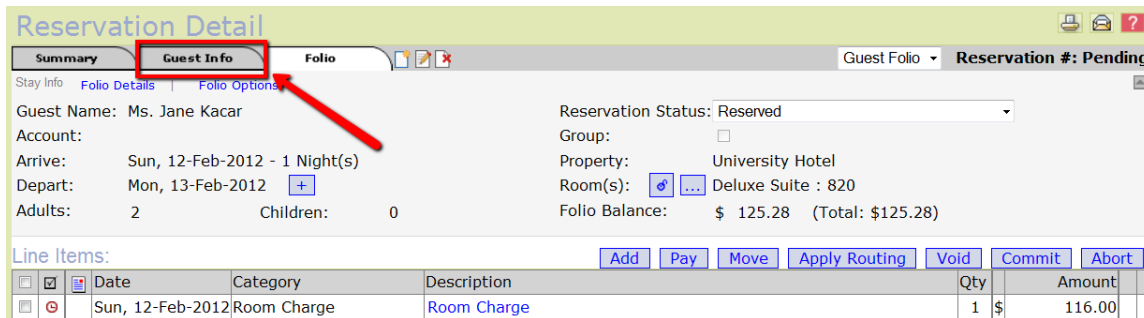 Reservation Detail ?
Summary Guest Info Folio Guest Folio Reservation #: Pending
Stay Info Folio Details | Folio Options
Guest Name: Ms. Jane Kacar Reservation Status: Reserved
Account: Group:
Arrive: Sun, 12-Feb-2012 - 1 Night(s) Property: University Hotel
Depart: Mon, 13-Feb-2012 + Room(s): ... Deluxe Suite : 820
Adults: 2 Children: 0 Folio Balance: $ 125.28 (Total: $125.28)
Line Items: Add Pay Move Apply Routing Void Commit Abort
Date Category Description Qty Amount
Sun, 12-Feb-2012 Room Charge Room Charge 1 $ 116.00